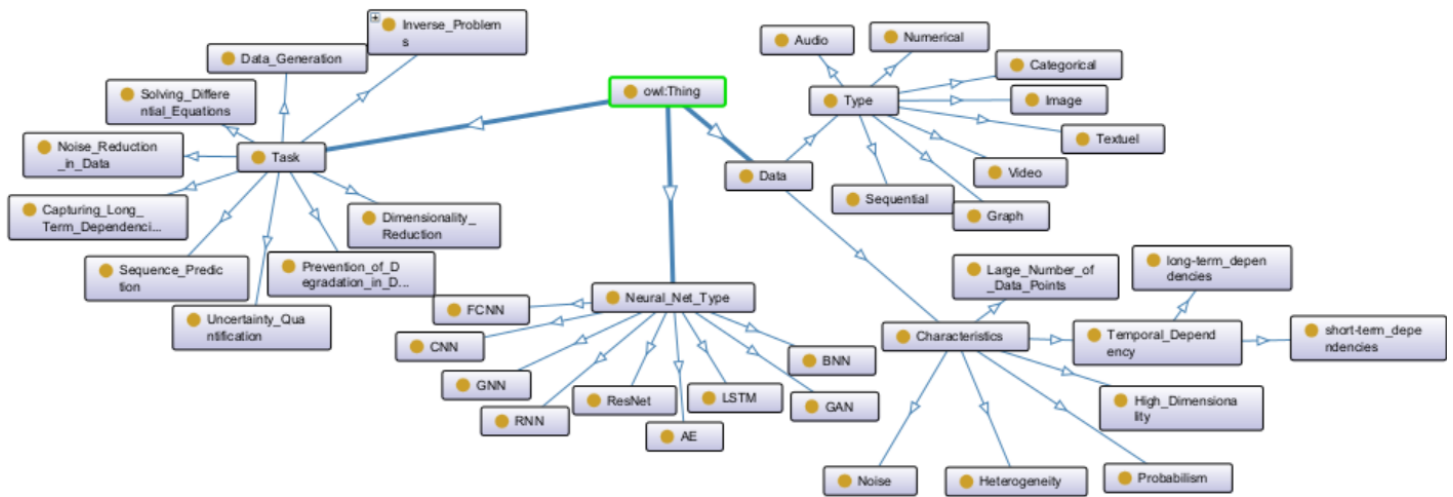 Inverse_Problem
s
Data_Generation
Solving_Differe
ntial_Equations
Noise_Reduction
_in_Data
Task
Capturing_Long_
Term_Dependenci...
Dimensionality_
Reduction
Sequence_Predic
tion
Prevention_of_D
egradation_in_D...
Uncertainty_Qua
ntification
owl:Thing
Neural_Net_Type
FCNN
CNN
GNN
RNN
ResNet
AE
LSTM
GAN
BNN
Data
Type
Audio
Numerical
Categorical
Image
Textuel
Video
Graph
Sequential
Characteristics
Large_Number_of
_Data_Points
Temporal_Depend
ency
long-term_depen
dencies
short-term_depe
ndencies
High_Dimensiona
lity
Probabilism
Heterogeneity
Noise